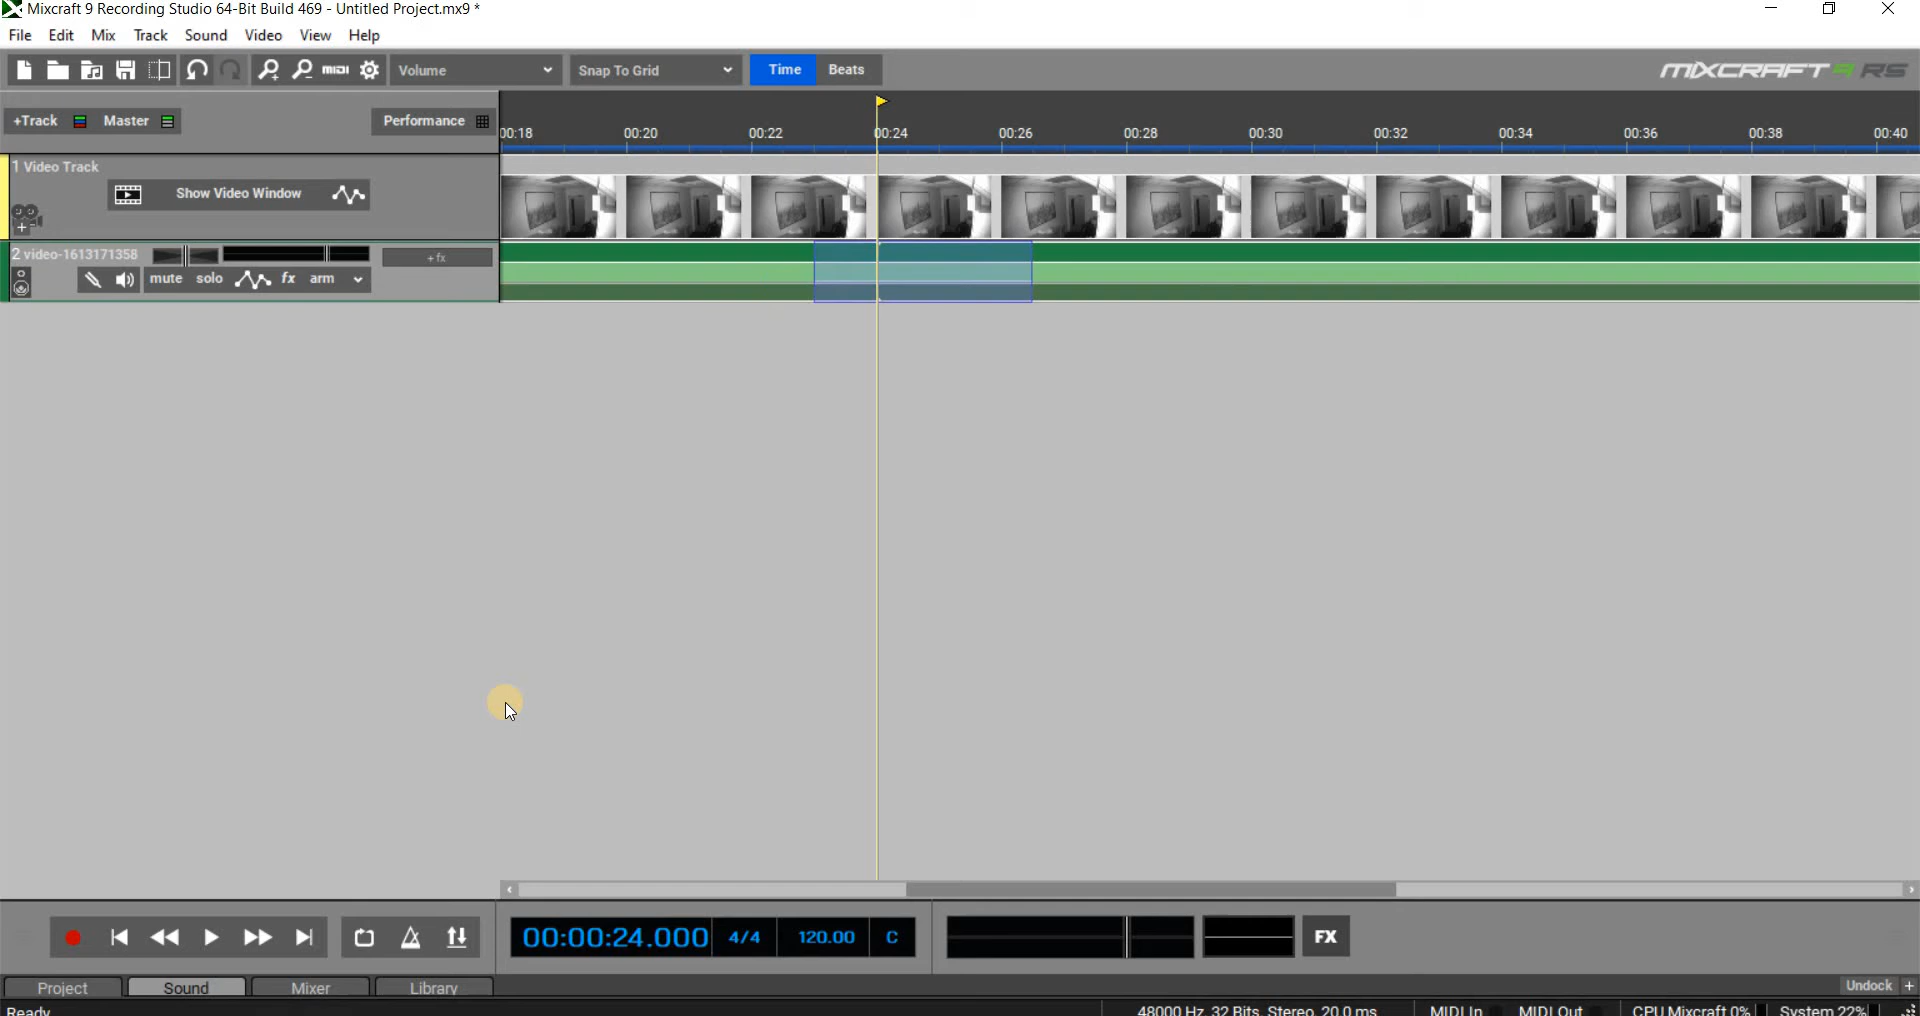 Mixcraft 9 Recording Studio 64-Bit Build 469 - Untitled Project.mx9 *
File Edit Mix Track Sound Video View Help
MIDI Volume Snap To Grid Time Beats MIXCRAFT 9 RS
+Track Master Performance
00:18 00:20 00:22 00:24 00:26 00:28 00:30 00:32 00:34 00:36 00:38 00:40
1 Video Track
Show Video Window
2 video-1613171358 +fx
mute solo fx arm
00:00:24.000 4/4 120.00 C FX
Project Sound Mixer Library Undock +
Ready 48000 Hz, 32 Bits, Stereo, 20.0 ms MIDI In MIDI Out CPU Mixcraft 0% System 22%